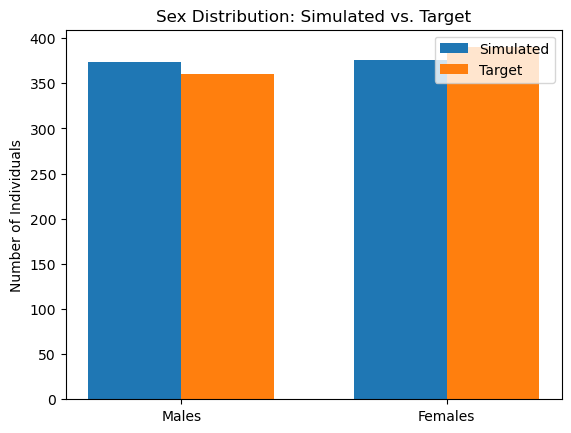 Sex Distribution: Simulated vs. Target
Number of Individuals
400
350
300
250
200
150
100
50
0
Males
Females
Simulated
Target